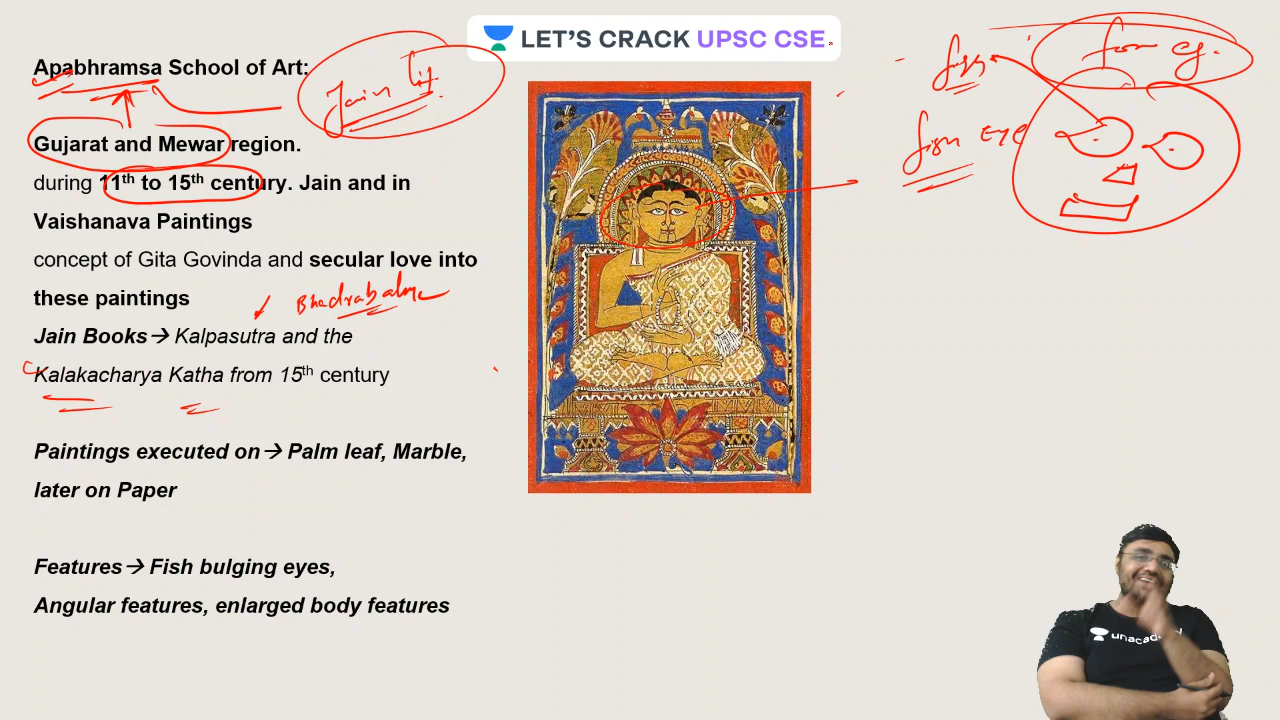 LET'S CRACK UPSC CSE
Apabhramsa School of Art:
Jain lit.
Gujarat and Mewar region.
during 11th to 15th century. Jain and in
Vaishanava Paintings
concept of Gita Govinda and secular love into
these paintings
Bhadrabahu
Jain Books→ Kalpasutra and the
Kalakacharya Katha from 15th century
Paintings executed on→ Palm leaf, Marble,
later on Paper
Features→ Fish bulging eyes,
Angular features, enlarged body features
fish eye
unacademy